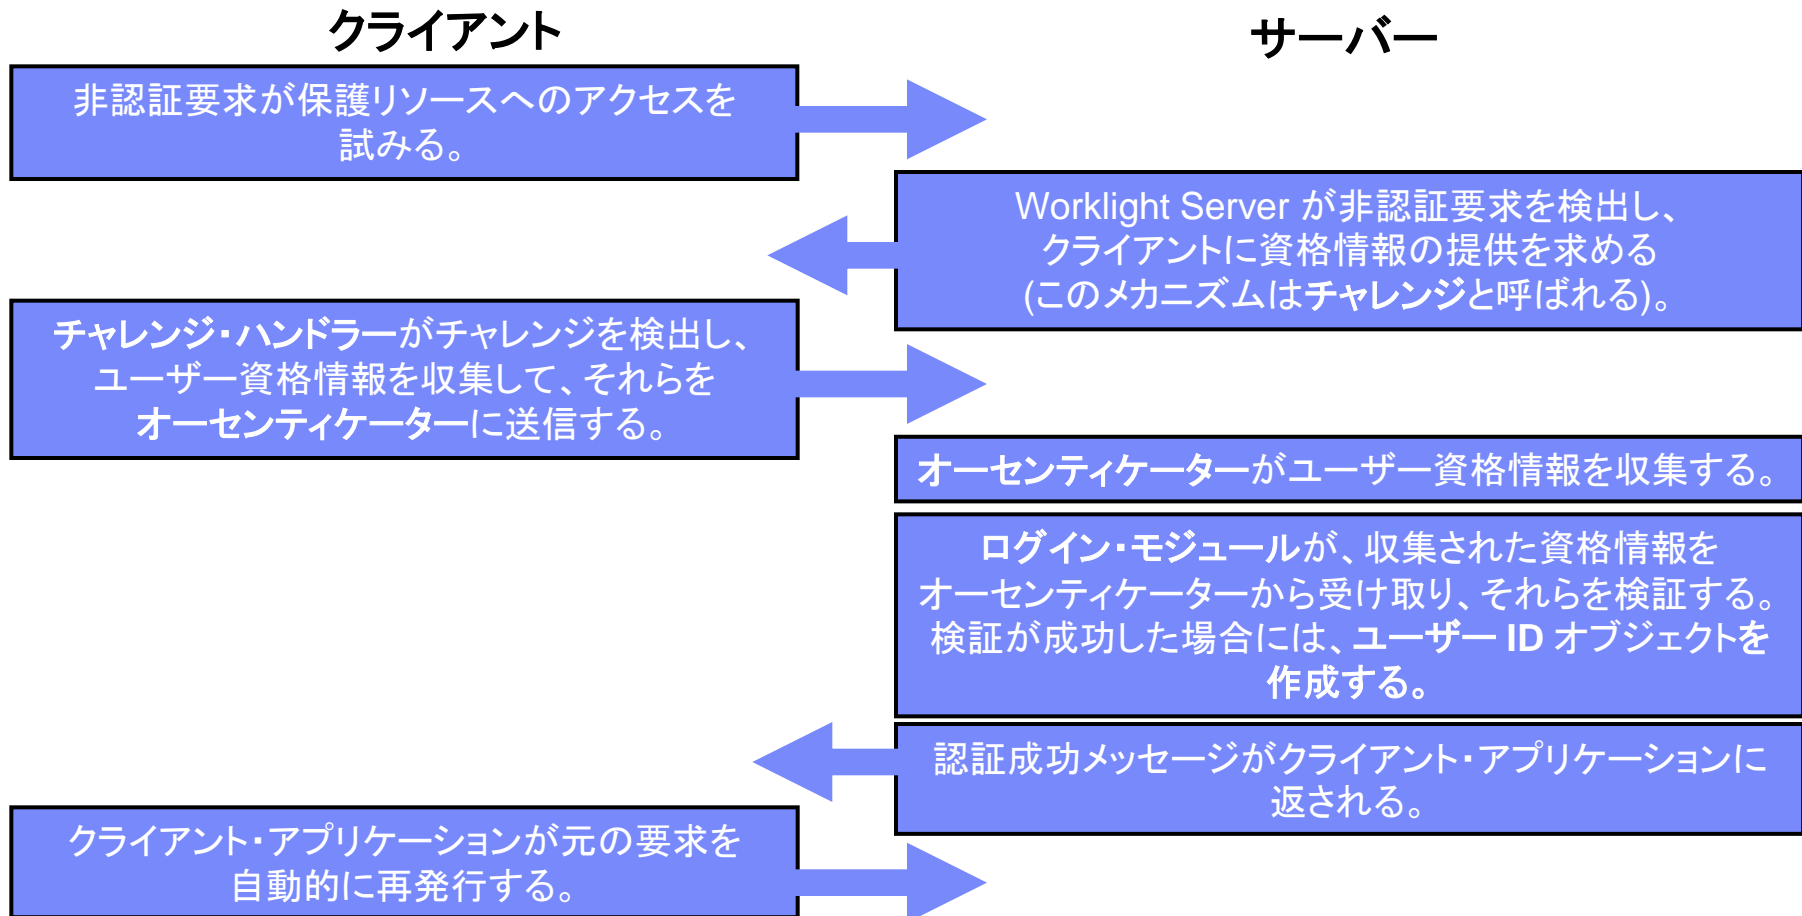 クライアント
サーバー
非認証要求が保護リソースへのアクセスを
試みる。
Worklight Server が非認証要求を検出し、
クライアントに資格情報の提供を求める
(このメカニズムはチャレンジと呼ばれる)。
チャレンジ・ハンドラーがチャレンジを検出し、
ユーザー資格情報を収集して、それらを
オーセンティケーターに送信する。
オーセンティケーターがユーザー資格情報を収集する。
ログイン・モジュールが、収集された資格情報を
オーセンティケーターから受け取り、それらを検証する。
検証が成功した場合には、ユーザー ID オブジェクトを
作成する。
認証成功メッセージがクライアント・アプリケーションに
返される。
クライアント・アプリケーションが元の要求を
自動的に再発行する。